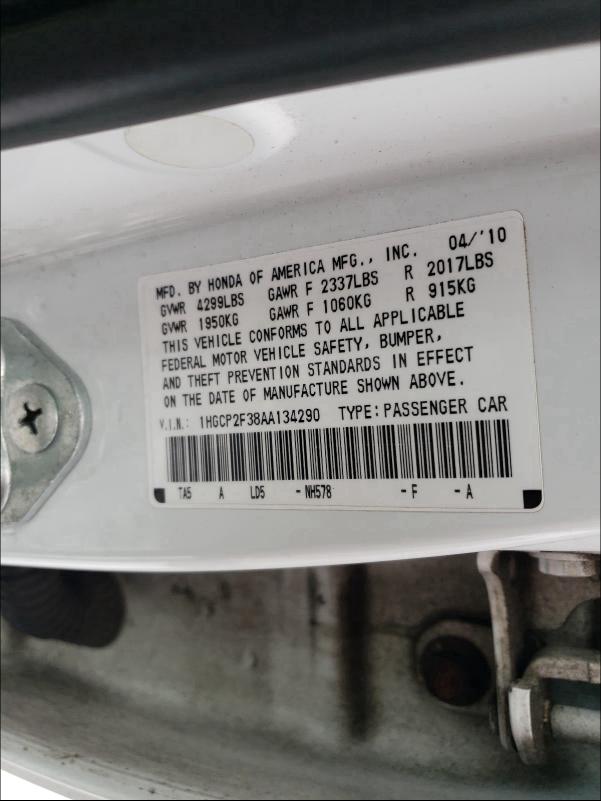 MFD. BY HONDA OF AMERICA MFG., INC. 04/'10
GVWR 4299LBS GAWR F 2337LBS R 2017LBS
GVWR 1950KG GAWR F 1060KG R 915KG
THIS VEHICLE CONFORMS TO ALL APPLICABLE
FEDERAL MOTOR VEHICLE SAFETY, BUMPER,
AND THEFT PREVENTION STANDARDS IN EFFECT
ON THE DATE OF MANUFACTURE SHOWN ABOVE.
V.I.N.: 1HGCP2F38AA134290 TYPE: PASSENGER CAR
TA5 A LD5 -NH578 -F -A